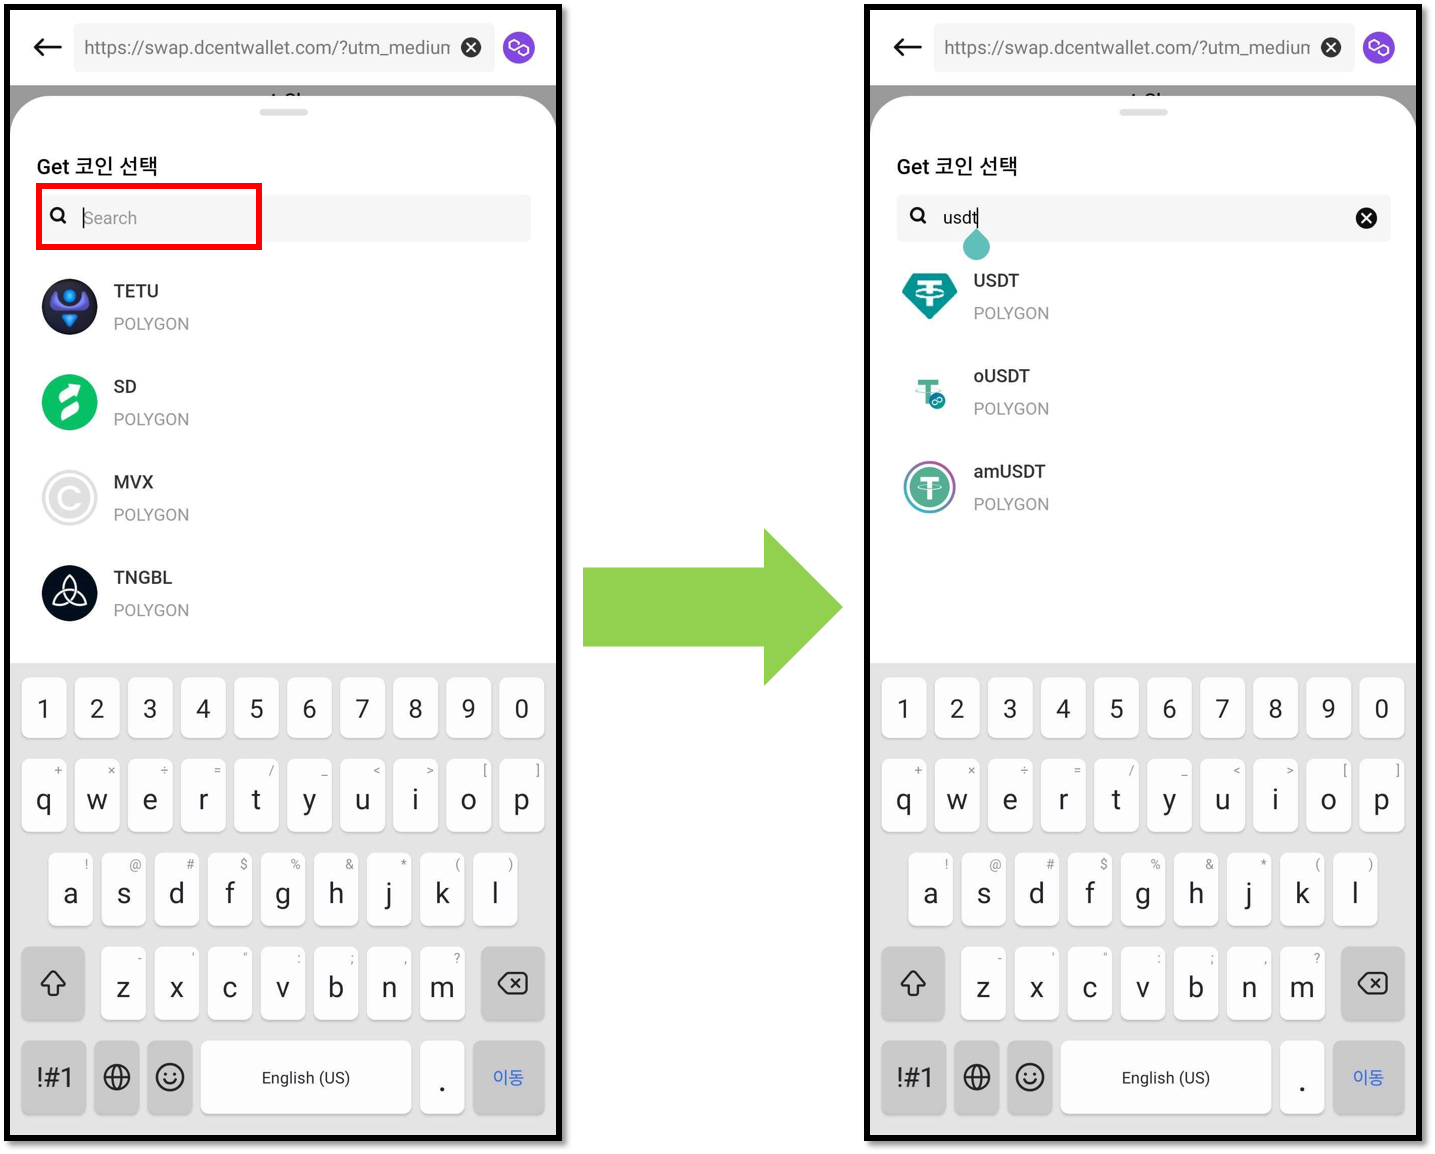 https://swap.dcentwallet.com/?utm_medium
Get 코인 선택
Search
TETU
POLYGON
SD
POLYGON
MVX
POLYGON
TNGBL
POLYGON
1 2 3 4 5 6 7 8 9 0
+ × ÷ = / _ < > [ ]
q w e r t y u i o p
! @ # $ % & * ( )
a s d f g h j k l
- ' " : ; , ?
z x c v b n m
!#1 English (US) . 이동
https://swap.dcentwallet.com/?utm_medium
Get 코인 선택
usdt
USDT
POLYGON
oUSDT
POLYGON
amUSDT
POLYGON
1 2 3 4 5 6 7 8 9 0
+ × ÷ = / _ < > [ ]
q w e r t y u i o p
! @ # $ % & * ( )
a s d f g h j k l
- ' " : ; , ?
z x c v b n m
!#1 English (US) . 이동